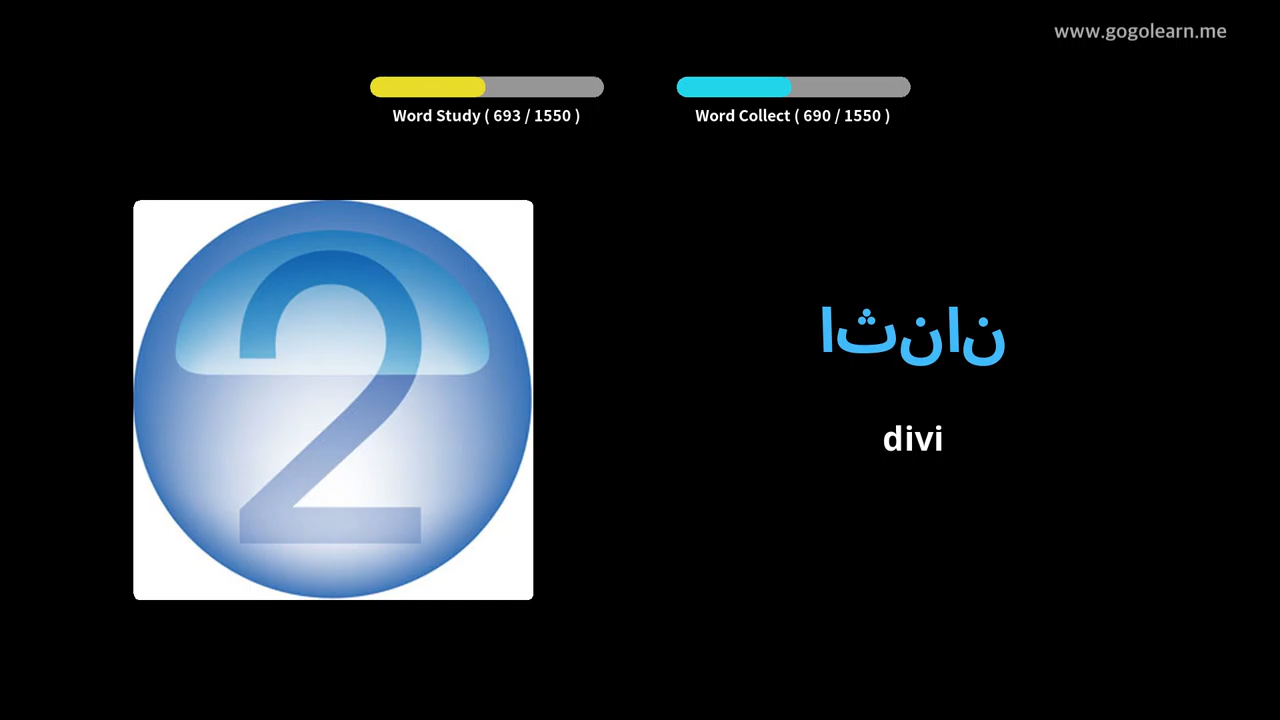 www.gogolearn.me
Word Study ( 693 / 1550 )
Word Collect ( 690 / 1550 )
2
اثنان
divi